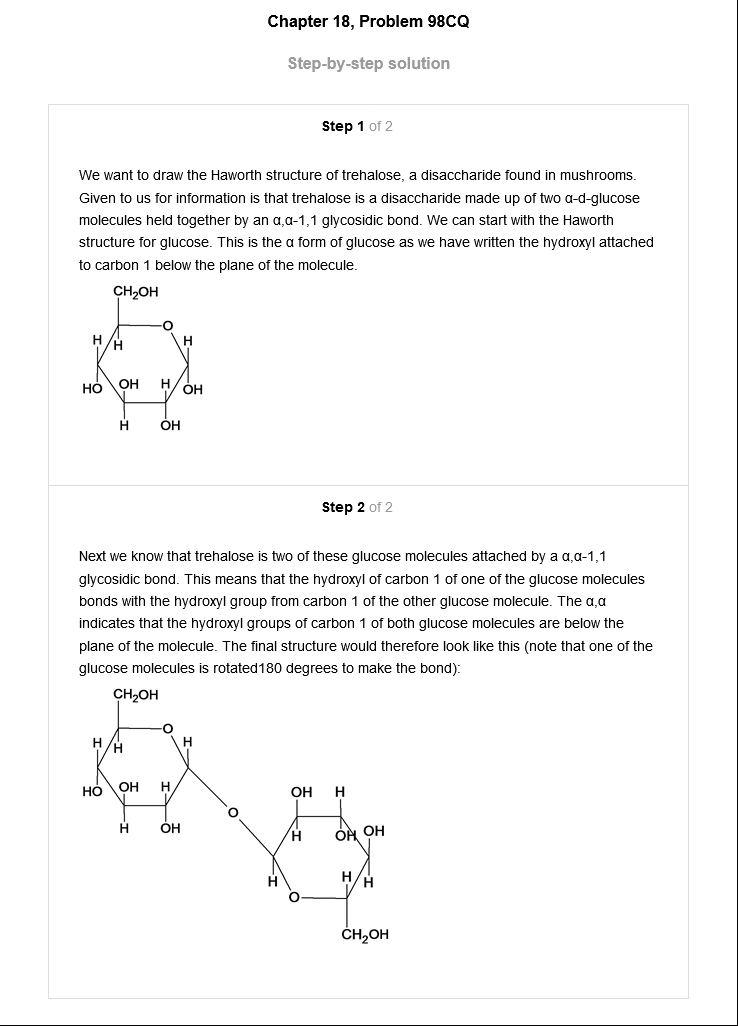 Chapter 18, Problem 98CQ
Step-by-step solution
Step 1 of 2
We want to draw the Haworth structure of trehalose, a disaccharide found in mushrooms.
Given to us for information is that trehalose is a disaccharide made up of two α-d-glucose
molecules held together by an α,α-1,1 glycosidic bond. We can start with the Haworth
structure for glucose. This is the α form of glucose as we have written the hydroxyl attached
to carbon 1 below the plane of the molecule.
CH₂OH
O
H H H
HO OH H OH
H OH
Step 2 of 2
Next we know that trehalose is two of these glucose molecules attached by a α,α-1,1
glycosidic bond. This means that the hydroxyl of carbon 1 of one of the glucose molecules
bonds with the hydroxyl group from carbon 1 of the other glucose molecule. The α,α
indicates that the hydroxyl groups of carbon 1 of both glucose molecules are below the
plane of the molecule. The final structure would therefore look like this (note that one of the
glucose molecules is rotated180 degrees to make the bond):
CH₂OH
O
H H H
HO OH H
OH H
O
H OH
H OH OH
H H H
O
CH₂OH